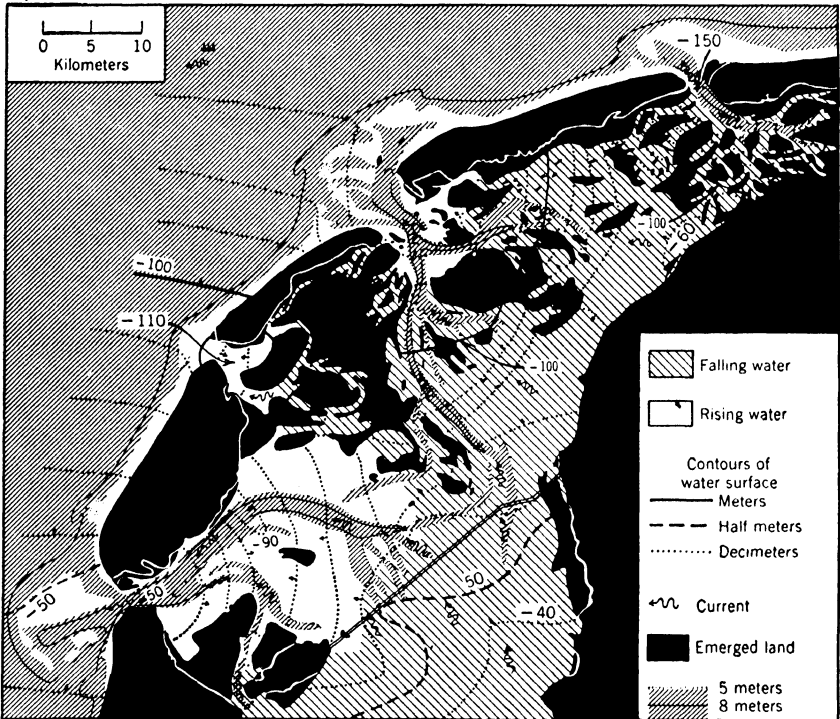 0 5 10
Kilometers
-150
-100
-60
-100
-110
-100
-90
-50
50
50
-40
Falling water
Rising water
Contours of
water surface
Meters
Half meters
Decimeters
Current
Emerged land
5 meters
8 meters